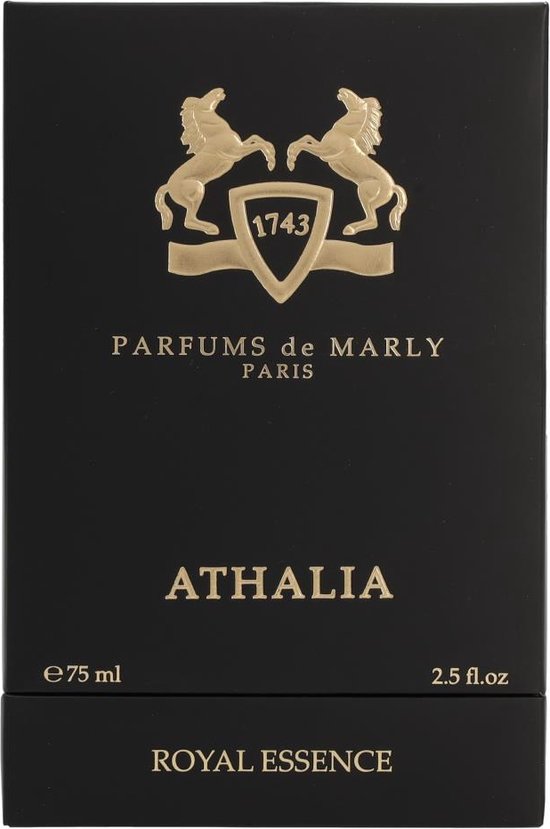 1743
PARFUMS de MARLY
PARIS
ATHALIA
℮75 ml 2.5 fl.oz
ROYAL ESSENCE